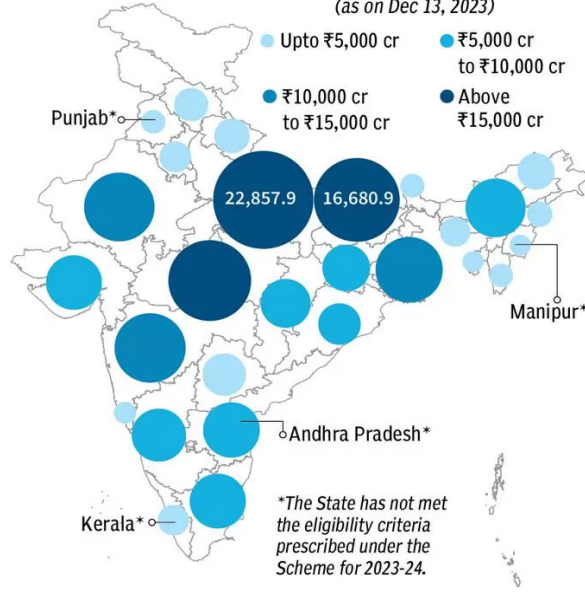 (as on Dec 13, 2023)
Upto ₹5,000 cr
₹5,000 cr
to ₹10,000 cr
₹10,000 cr
to ₹15,000 cr
Above
₹15,000 cr
Punjab*
22,857.9
16,680.9
Manipur*
Andhra Pradesh*
Kerala*
*The State has not met
the eligibility criteria
prescribed under the
Scheme for 2023-24.